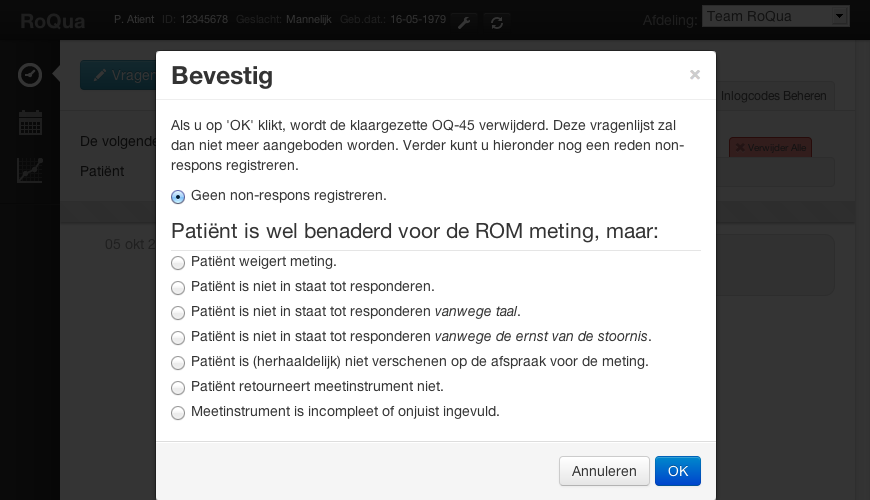 RoQua P. Atient ID: 12345678 Geslacht: Mannelijk Geb.dat.: 16-05-1979 Afdeling: Team RoQua
Bevestig ×
Vragen
Inlogcodes Beheren
Als u op 'OK' klikt, wordt de klaargezette OQ-45 verwijderd. Deze vragenlijst zal
dan niet meer aangeboden worden. Verder kunt u hieronder nog een reden non-
respons registreren.
De volgende
Verwijder Alle
Patiënt
Geen non-respons registreren.
Patiënt is wel benaderd voor de ROM meting, maar:
05 okt 2
Patiënt weigert meting.
Patiënt is niet in staat tot responderen.
Patiënt is niet in staat tot responderen vanwege taal.
Patiënt is niet in staat tot responderen vanwege de ernst van de stoornis.
Patiënt is (herhaaldelijk) niet verschenen op de afspraak voor de meting.
Patiënt retourneert meetinstrument niet.
Meetinstrument is incompleet of onjuist ingevuld.
Annuleren OK